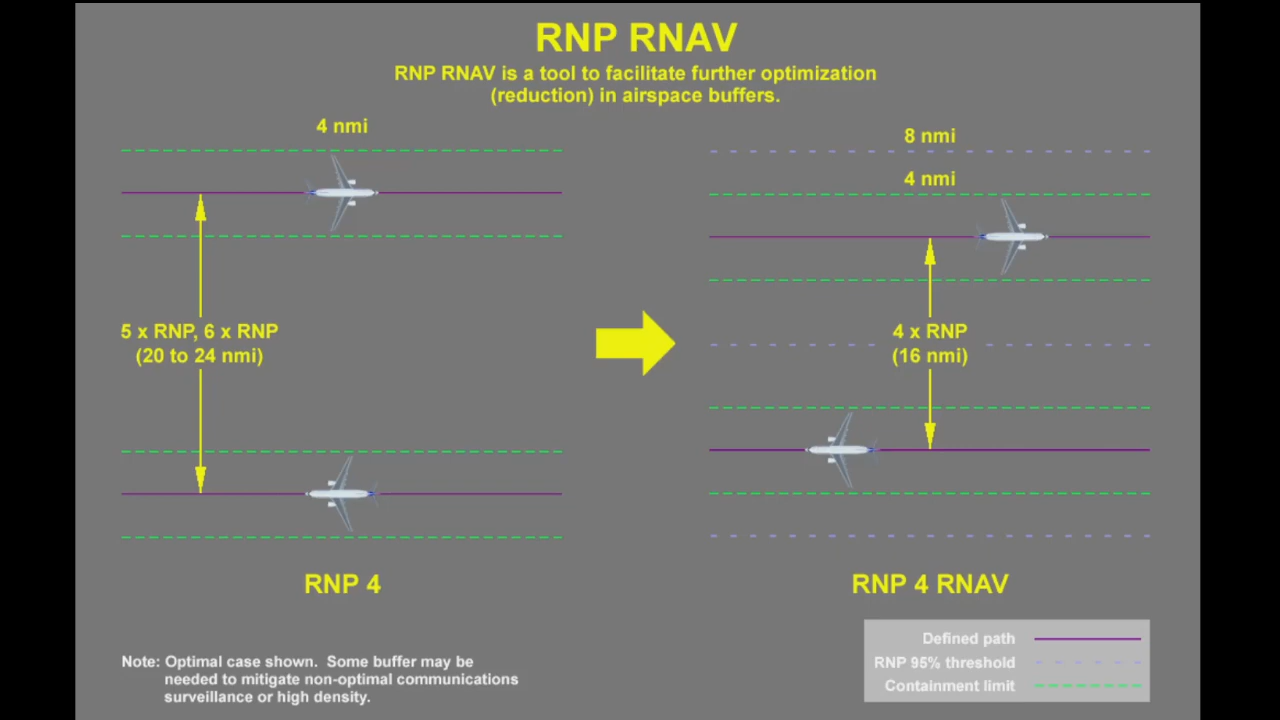 RNP RNAV
RNP RNAV is a tool to facilitate further optimization
(reduction) in airspace buffers.
4 nmi
5 x RNP, 6 x RNP
(20 to 24 nmi)
RNP 4
8 nmi
4 nmi
4 x RNP
(16 nmi)
RNP 4 RNAV
Note: Optimal case shown. Some buffer may be
needed to mitigate non-optimal communications
surveillance or high density.
Defined path
RNP 95% threshold
Containment limit